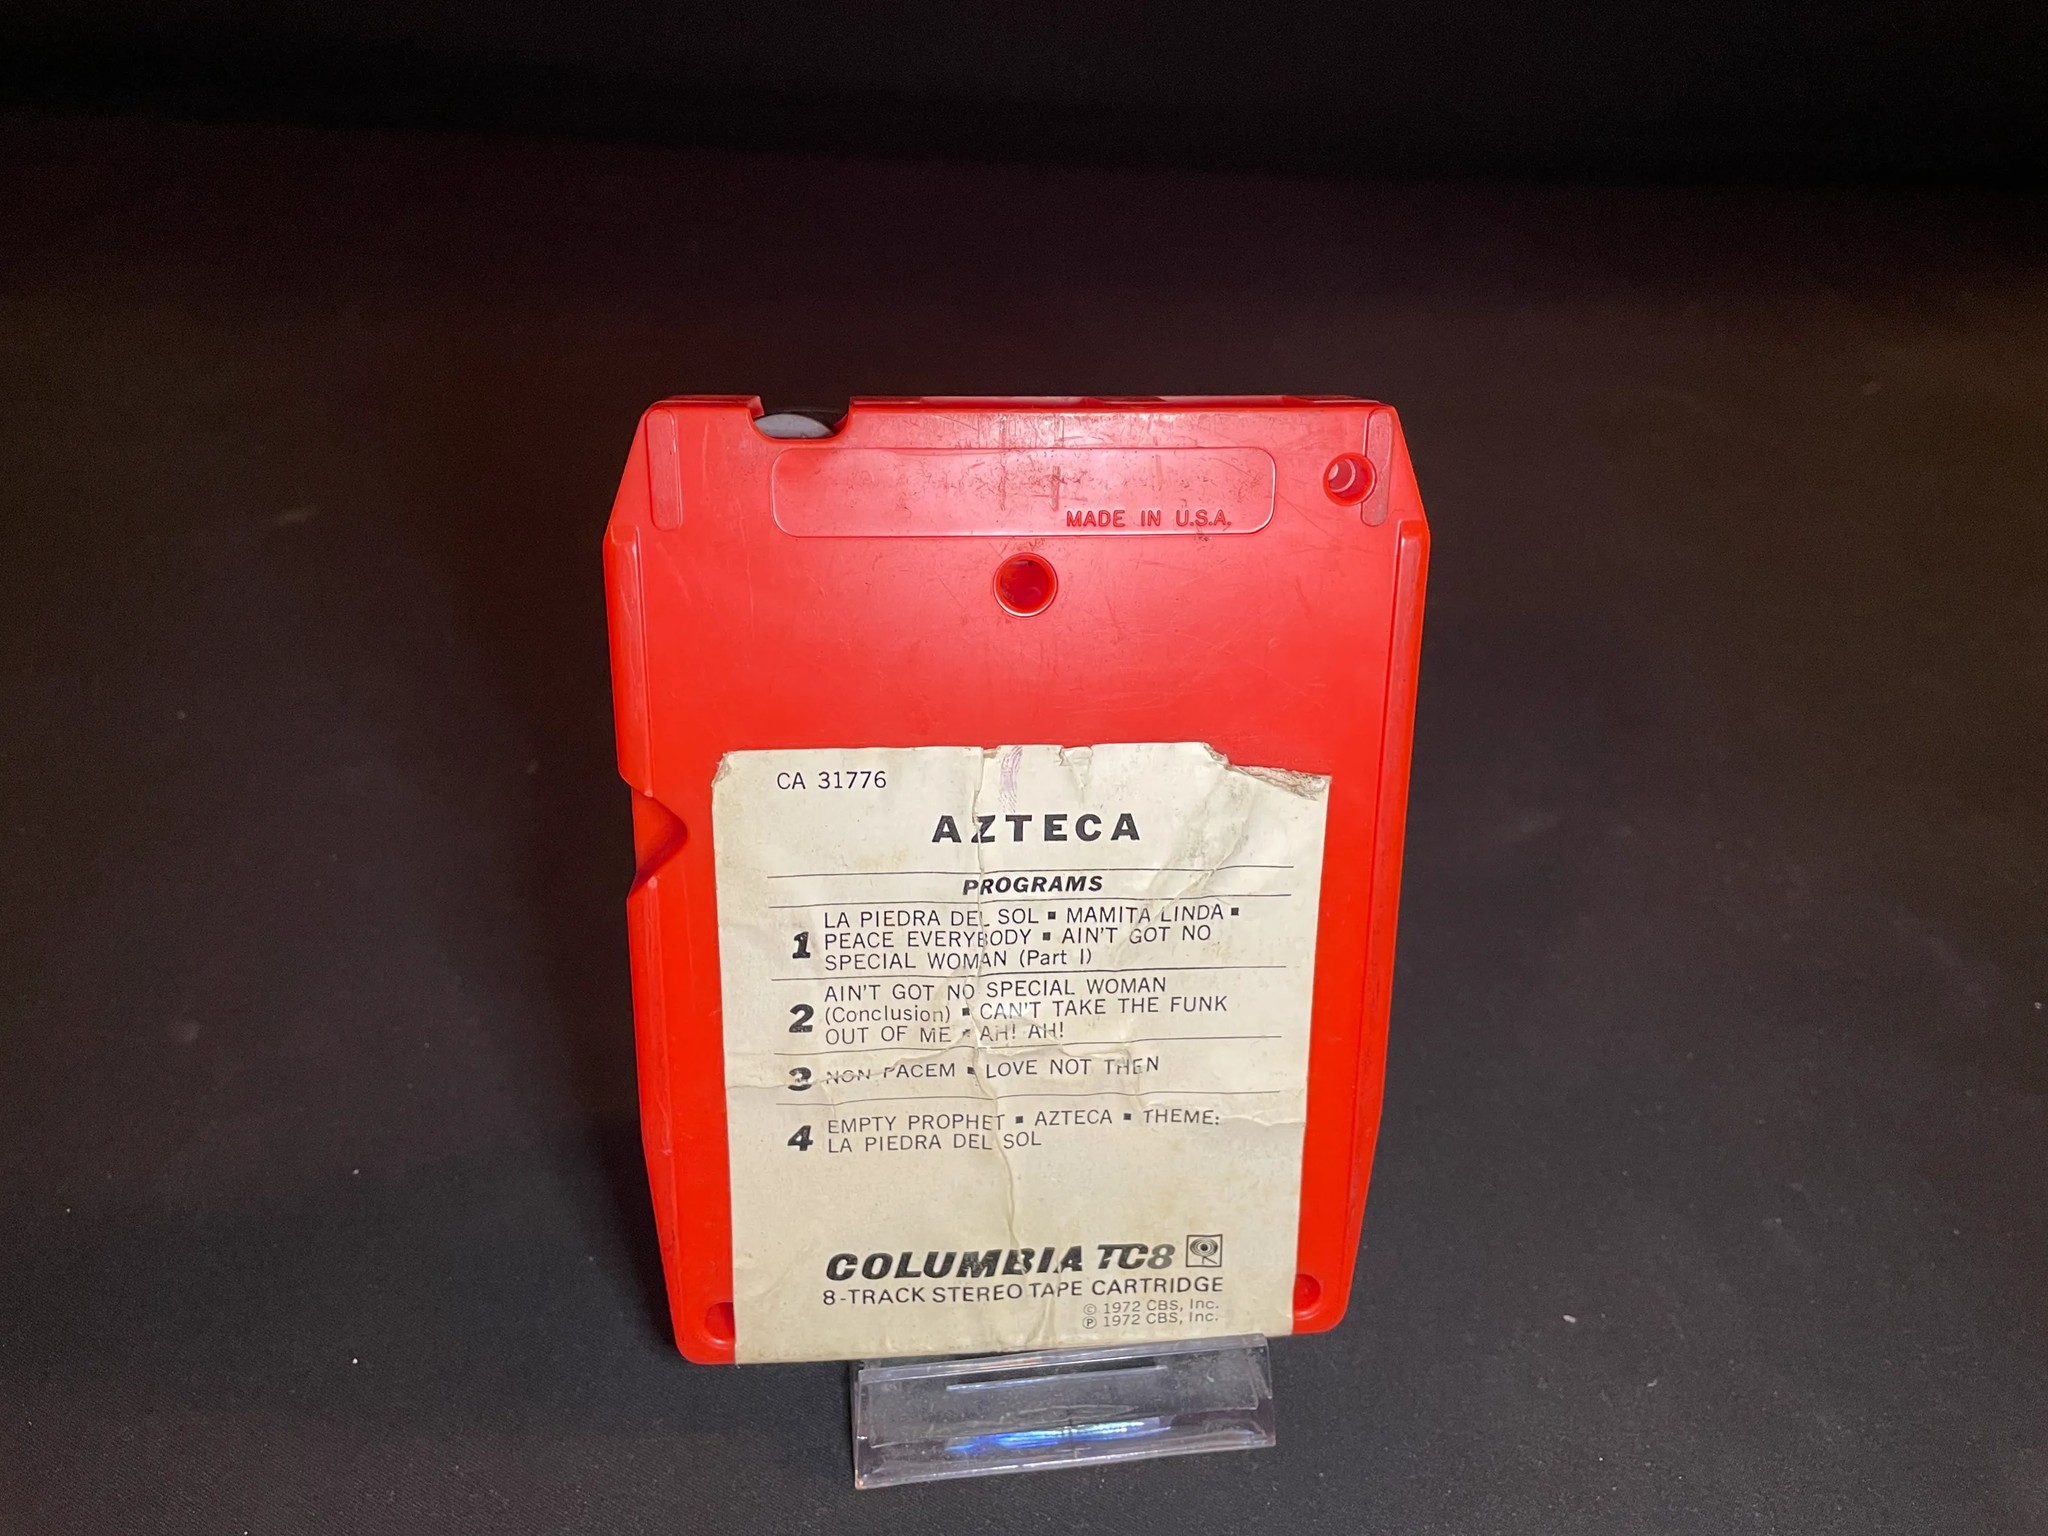 MADE IN U.S.A.
CA 31776
AZTECA
PROGRAMS
1
LA PIEDRA DEL SOL ▪ MAMITA LINDA ▪
PEACE EVERYBODY ▪ AIN'T GOT NO
SPECIAL WOMAN (Part I)
2
AIN'T GOT NO SPECIAL WOMAN
(Conclusion) ▪ CAN'T TAKE THE FUNK
OUT OF ME ▪ AH! AH!
3
NON PACEM ▪ LOVE NOT THEN
4
EMPTY PROPHET ▪ AZTECA ▪ THEME:
LA PIEDRA DEL SOL
COLUMBIA TC8
8-TRACK STEREO TAPE CARTRIDGE
© 1972 CBS, Inc.
℗ 1972 CBS, Inc.